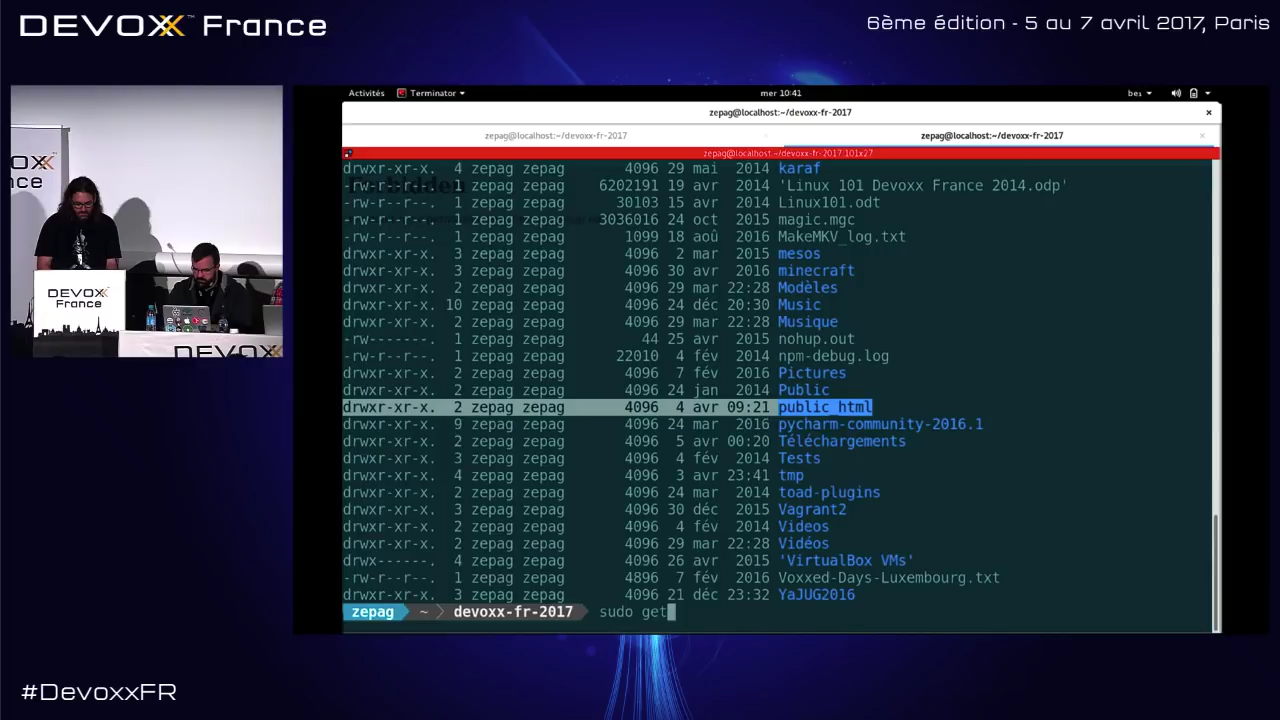 DEVOXX™ France
6ème édition - 5 au 7 avril 2017, Paris
Activités Terminator mer 10:41 be₁
zepag@localhost:~/devoxx-fr-2017
zepag@localhost:~/devoxx-fr-2017 zepag@localhost:~/devoxx-fr-2017
zepag@localhost:~/devoxx-fr-2017 101x27
drwxr-xr-x. 4 zepag zepag 4096 29 mai 2014 karaf
-rw-r--r--. 1 zepag zepag 6202191 19 avr 2014 'Linux 101 Devoxx France 2014.odp'
-rw-r--r--. 1 zepag zepag 30103 15 avr 2014 Linux101.odt
-rw-r--r--. 1 zepag zepag 3036016 24 oct 2015 magic.mgc
-rw-r--r--. 1 zepag zepag 1099 18 aoû 2016 MakeMKV_log.txt
drwxr-xr-x. 3 zepag zepag 4096 2 mar 2015 mesos
drwxr-xr-x. 3 zepag zepag 4096 30 avr 2016 minecraft
drwxr-xr-x. 2 zepag zepag 4096 29 mar 22:28 Modèles
drwxr-xr-x. 10 zepag zepag 4096 24 déc 20:30 Music
drwxr-xr-x. 2 zepag zepag 4096 29 mar 22:28 Musique
-rw-------. 1 zepag zepag 44 25 avr 2015 nohup.out
-rw-r--r--. 1 zepag zepag 22010 4 fév 2014 npm-debug.log
drwxr-xr-x. 2 zepag zepag 4096 7 fév 2016 Pictures
drwxr-xr-x. 2 zepag zepag 4096 24 jan 2014 Public
drwxr-xr-x. 2 zepag zepag 4096 4 avr 09:21 public_html
drwxr-xr-x. 9 zepag zepag 4096 24 mar 2016 pycharm-community-2016.1
drwxr-xr-x. 2 zepag zepag 4096 5 avr 00:20 Téléchargements
drwxr-xr-x. 3 zepag zepag 4096 4 fév 2014 Tests
drwxr-xr-x. 4 zepag zepag 4096 3 avr 23:41 tmp
drwxr-xr-x. 2 zepag zepag 4096 24 mar 2014 toad-plugins
drwxr-xr-x. 3 zepag zepag 4096 30 déc 2015 Vagrant2
drwxr-xr-x. 2 zepag zepag 4096 4 fév 2014 Videos
drwxr-xr-x. 2 zepag zepag 4096 29 mar 22:28 Vidéos
drwx------. 4 zepag zepag 4096 26 avr 2015 'VirtualBox VMs'
-rw-r--r--. 1 zepag zepag 4896 7 fév 2016 Voxxed-Days-Luxembourg.txt
drwxr-xr-x. 3 zepag zepag 4096 21 déc 23:32 YaJUG2016
zepag ~ devoxx-fr-2017 sudo get
DEVOXX
France
DEVOXX
#DevoxxFR